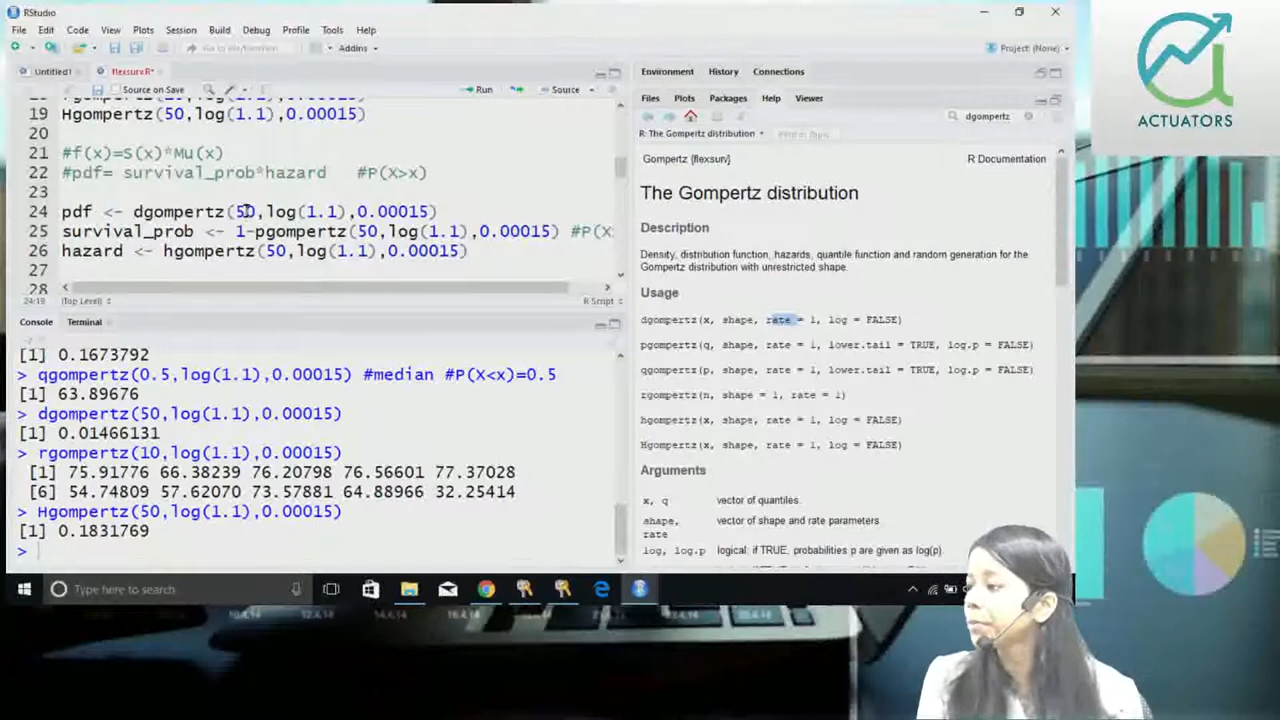 RStudio
File Edit Code View Plots Session Build Debug Profile Tools Help
Go to file/function
Addins
Project: (None)
Untitled1
flexsurv.R*
Source on Save
Run
Source
19 Hgompertz(50,log(1.1),0.00015)
20
21 #f(x)=S(x)*Mu(x)
22 #pdf= survival_prob*hazard #P(X>x)
23
24 pdf <- dgompertz(50,log(1.1),0.00015)
25 survival_prob <- 1-pgompertz(50,log(1.1),0.00015) #P(X
26 hazard <- hgompertz(50,log(1.1),0.00015)
27
28
24:19 (Top Level) R Script
Console Terminal
~/
[1] 0.1673792
> qgompertz(0.5,log(1.1),0.00015) #median #P(X<x)=0.5
[1] 63.89676
> dgompertz(50,log(1.1),0.00015)
[1] 0.01466131
> rgompertz(10,log(1.1),0.00015)
[1] 75.91776 66.38239 76.20798 76.56601 77.37028
[6] 54.74809 57.62070 73.57881 64.88966 32.25414
> Hgompertz(50,log(1.1),0.00015)
[1] 0.1831769
>
Environment History Connections
Files Plots Packages Help Viewer
dgompertz
R: The Gompertz distribution
Find in Topic
Gompertz {flexsurv} R Documentation
The Gompertz distribution
Description
Density, distribution function, hazards, quantile function and random generation for the
Gompertz distribution with unrestricted shape.
Usage
dgompertz(x, shape, rate = 1, log = FALSE)
pgompertz(q, shape, rate = 1, lower.tail = TRUE, log.p = FALSE)
qgompertz(p, shape, rate = 1, lower.tail = TRUE, log.p = FALSE)
rgompertz(n, shape = 1, rate = 1)
hgompertz(x, shape, rate = 1, log = FALSE)
Hgompertz(x, shape, rate = 1, log = FALSE)
Arguments
x, q vector of quantiles.
shape, vector of shape and rate parameters
rate
log, log.p logical: if TRUE, probabilities p are given as log(p).
Type here to search
ACTUATORS